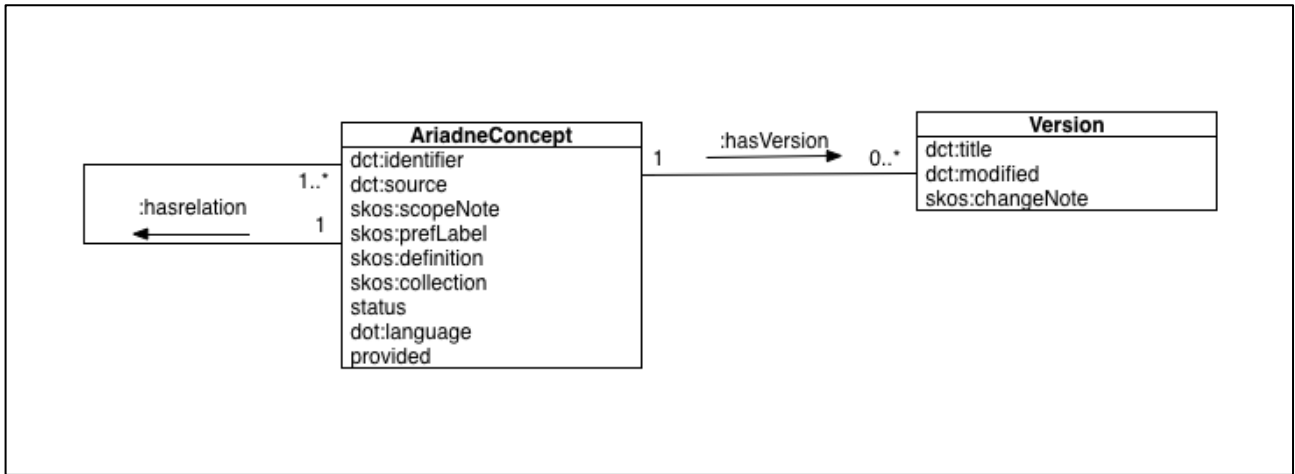 AriadneConcept
dct:identifier
dct:source
skos:scopeNote
skos:prefLabel
skos:definition
skos:collection
status
dot:language
provided
1..*
:hasrelation
1
1
:hasVersion
0..*
Version
dct:title
dct:modified
skos:changeNote